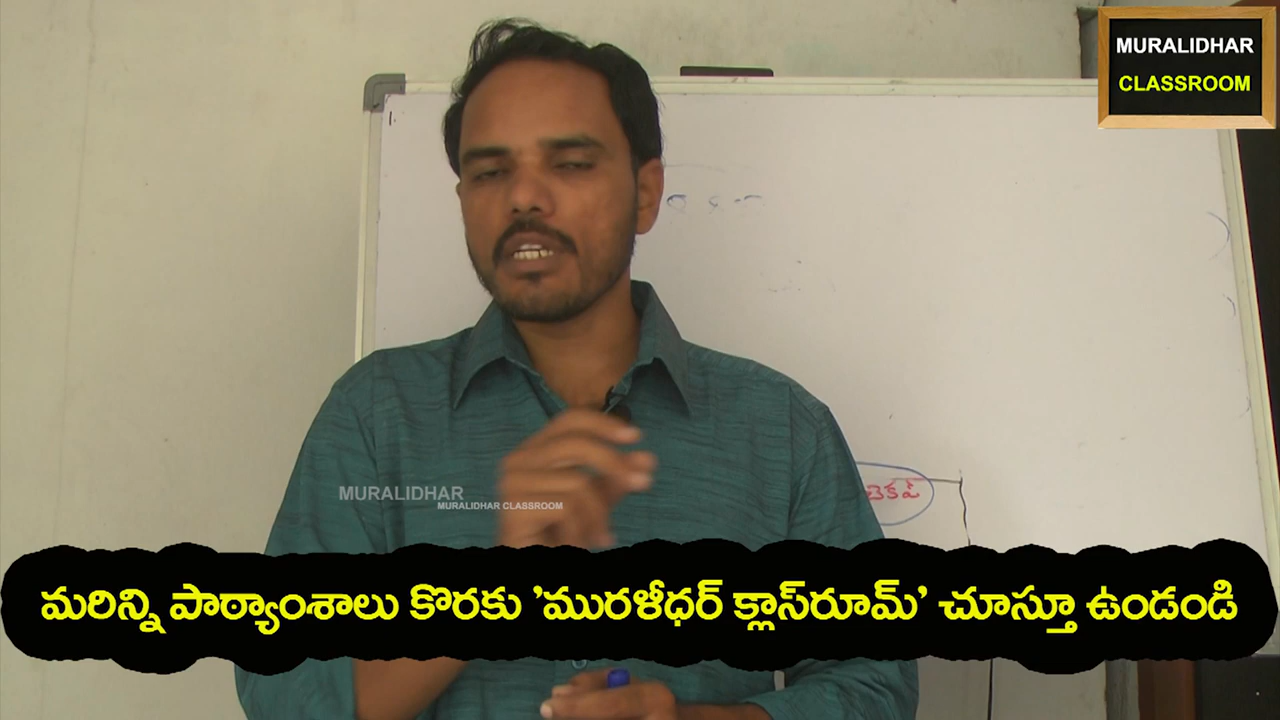 MURALIDHAR
CLASSROOM
MURALIDHAR
MURALIDHAR CLASSROOM
మరిన్ని పాఠ్యాంశాలు కొరకు 'మురళీధర్ క్లాస్‌రూమ్' చూస్తూ ఉండండి